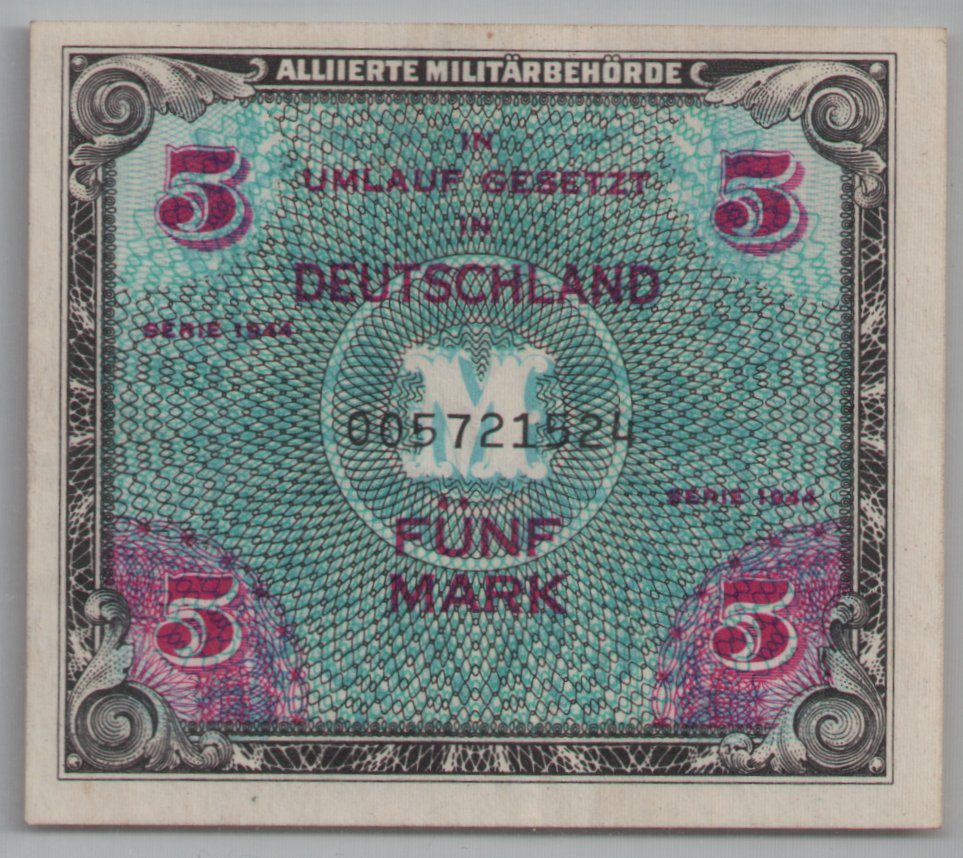 ALLIIERTE MILITÄRBEHÖRDE
5 5
IN
UMLAUF GESETZT
IN
DEUTSCHLAND
SERIE 1944
M
005721524
SERIE 1944
FÜNF
MARK
5 5